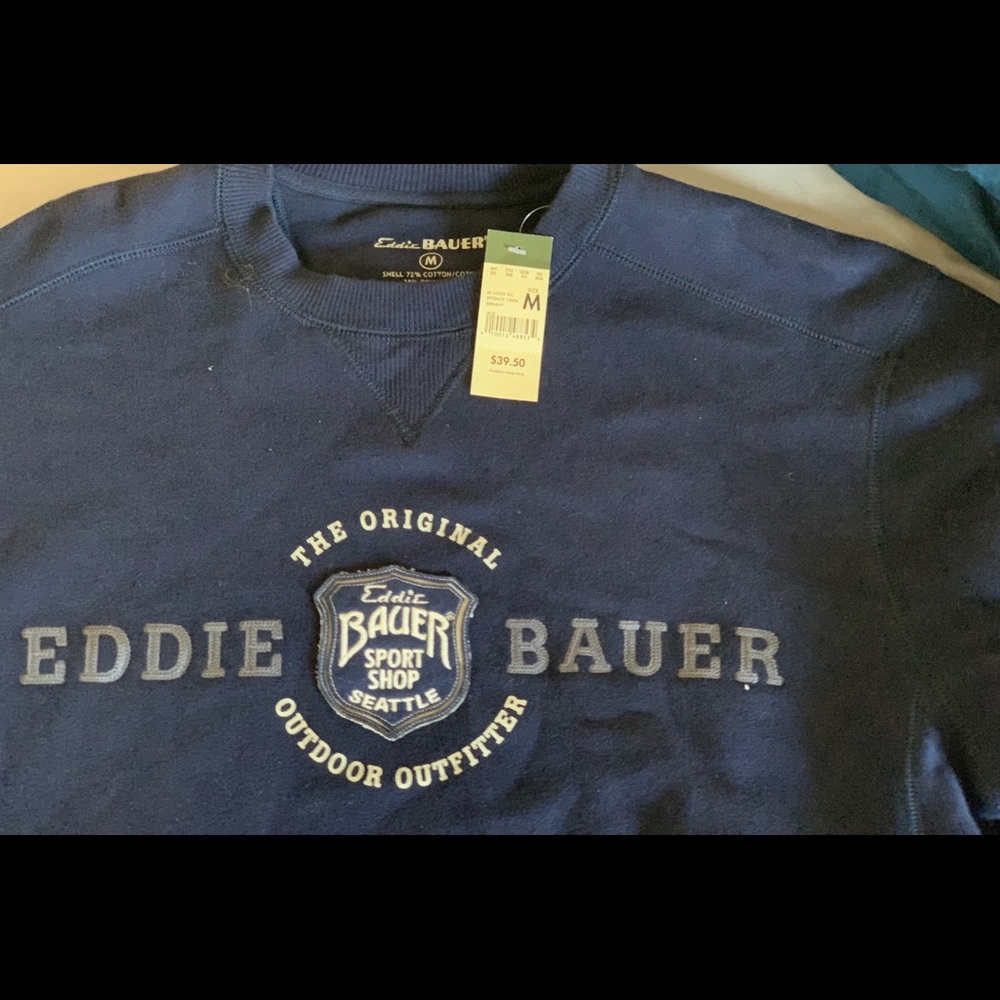 Eddie BAUER®
M
SHELL 72% COTTON/COT
SIZE
M
$39.50
THE ORIGINAL
EDDIE BAUER
Eddie
BAUER®
SPORT
SHOP
SEATTLE
OUTDOOR OUTFITTER